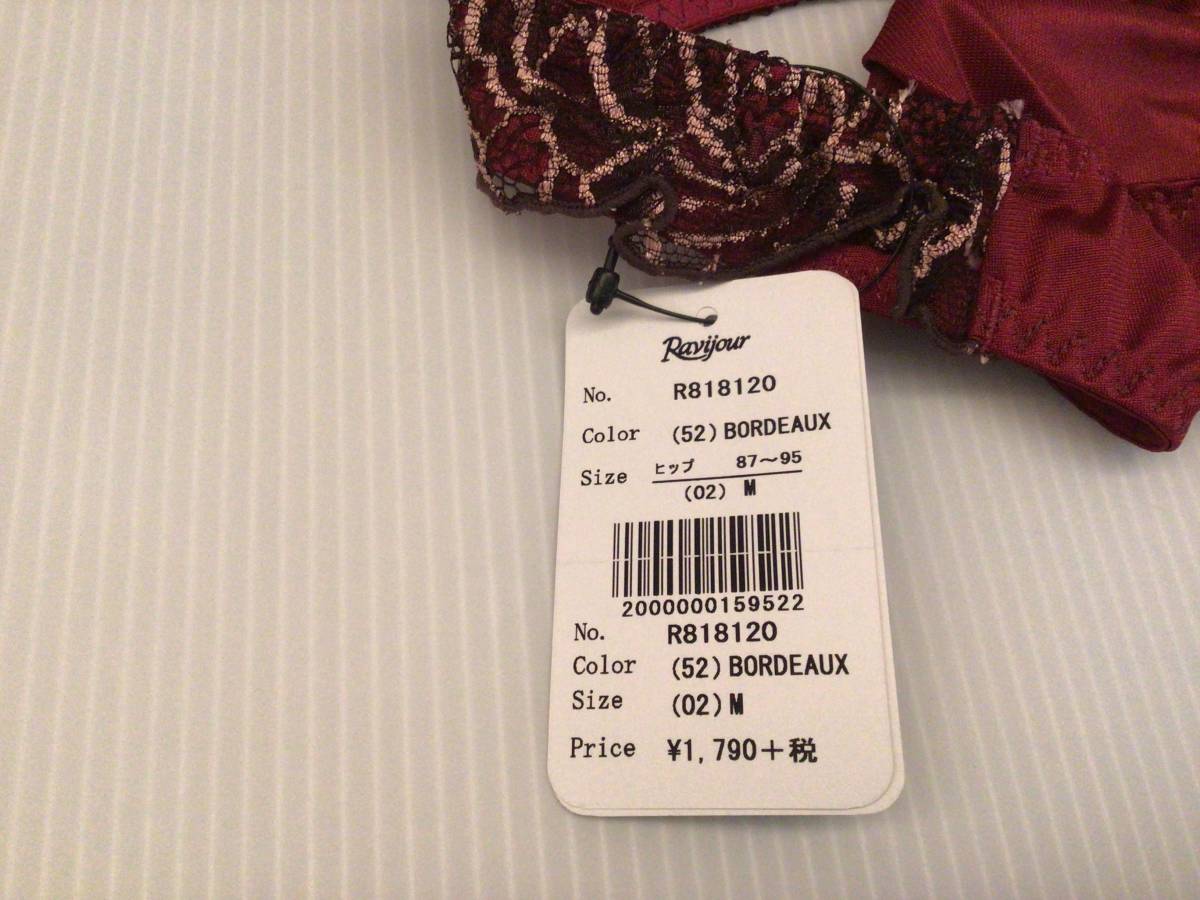 Ravijour
No. R818120
Color (52) BORDEAUX
Size ヒップ 87～95
(02) M
2000000159522
No. R818120
Color (52) BORDEAUX
Size (02) M
Price ¥1,790＋税